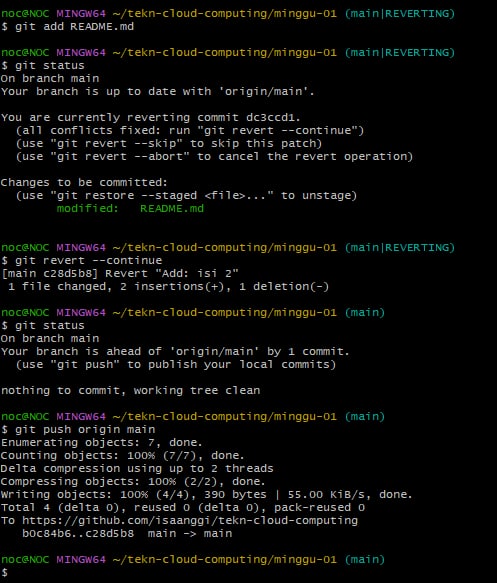 noc@NOC MINGW64 ~/tekn-cloud-computing/minggu-01 (main|REVERTING)
$ git add README.md
noc@NOC MINGW64 ~/tekn-cloud-computing/minggu-01 (main|REVERTING)
$ git status
On branch main
Your branch is up to date with 'origin/main'.
You are currently reverting commit dc3ccd1.
(all conflicts fixed: run "git revert --continue")
(use "git revert --skip" to skip this patch)
(use "git revert --abort" to cancel the revert operation)
Changes to be committed:
(use "git restore --staged <file>..." to unstage)
modified:   README.md
noc@NOC MINGW64 ~/tekn-cloud-computing/minggu-01 (main|REVERTING)
$ git revert --continue
[main c28d5b8] Revert "Add: isi 2"
1 file changed, 2 insertions(+), 1 deletion(-)
noc@NOC MINGW64 ~/tekn-cloud-computing/minggu-01 (main)
$ git status
On branch main
Your branch is ahead of 'origin/main' by 1 commit.
(use "git push" to publish your local commits)
nothing to commit, working tree clean
noc@NOC MINGW64 ~/tekn-cloud-computing/minggu-01 (main)
$ git push origin main
Enumerating objects: 7, done.
Counting objects: 100% (7/7), done.
Delta compression using up to 2 threads
Compressing objects: 100% (2/2), done.
Writing objects: 100% (4/4), 390 bytes | 55.00 KiB/s, done.
Total 4 (delta 0), reused 0 (delta 0), pack-reused 0
To https://github.com/isaanggi/tekn-cloud-computing
b0c84b6..c28d5b8  main -> main
noc@NOC MINGW64 ~/tekn-cloud-computing/minggu-01 (main)
$